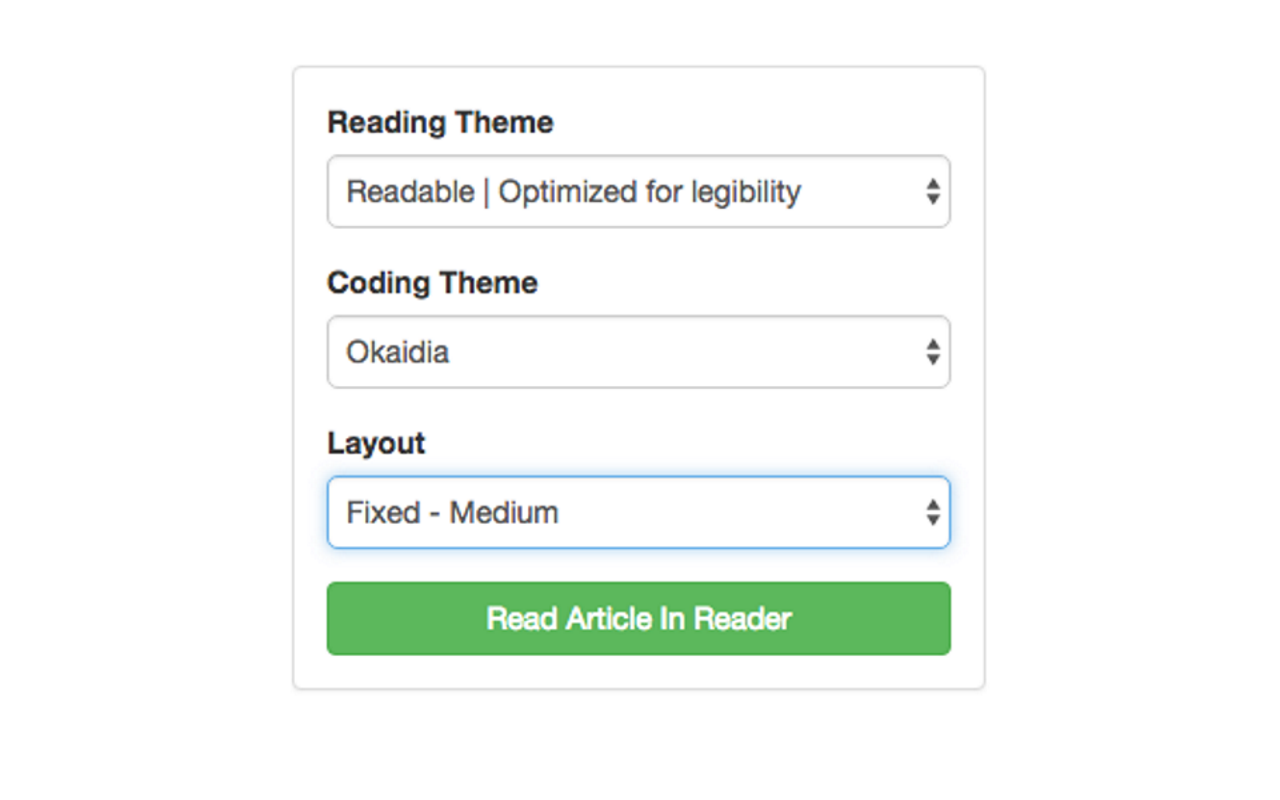 Reading Theme
Readable | Optimized for legibility
Coding Theme
Okaidia
Layout
Fixed - Medium
Read Article In Reader